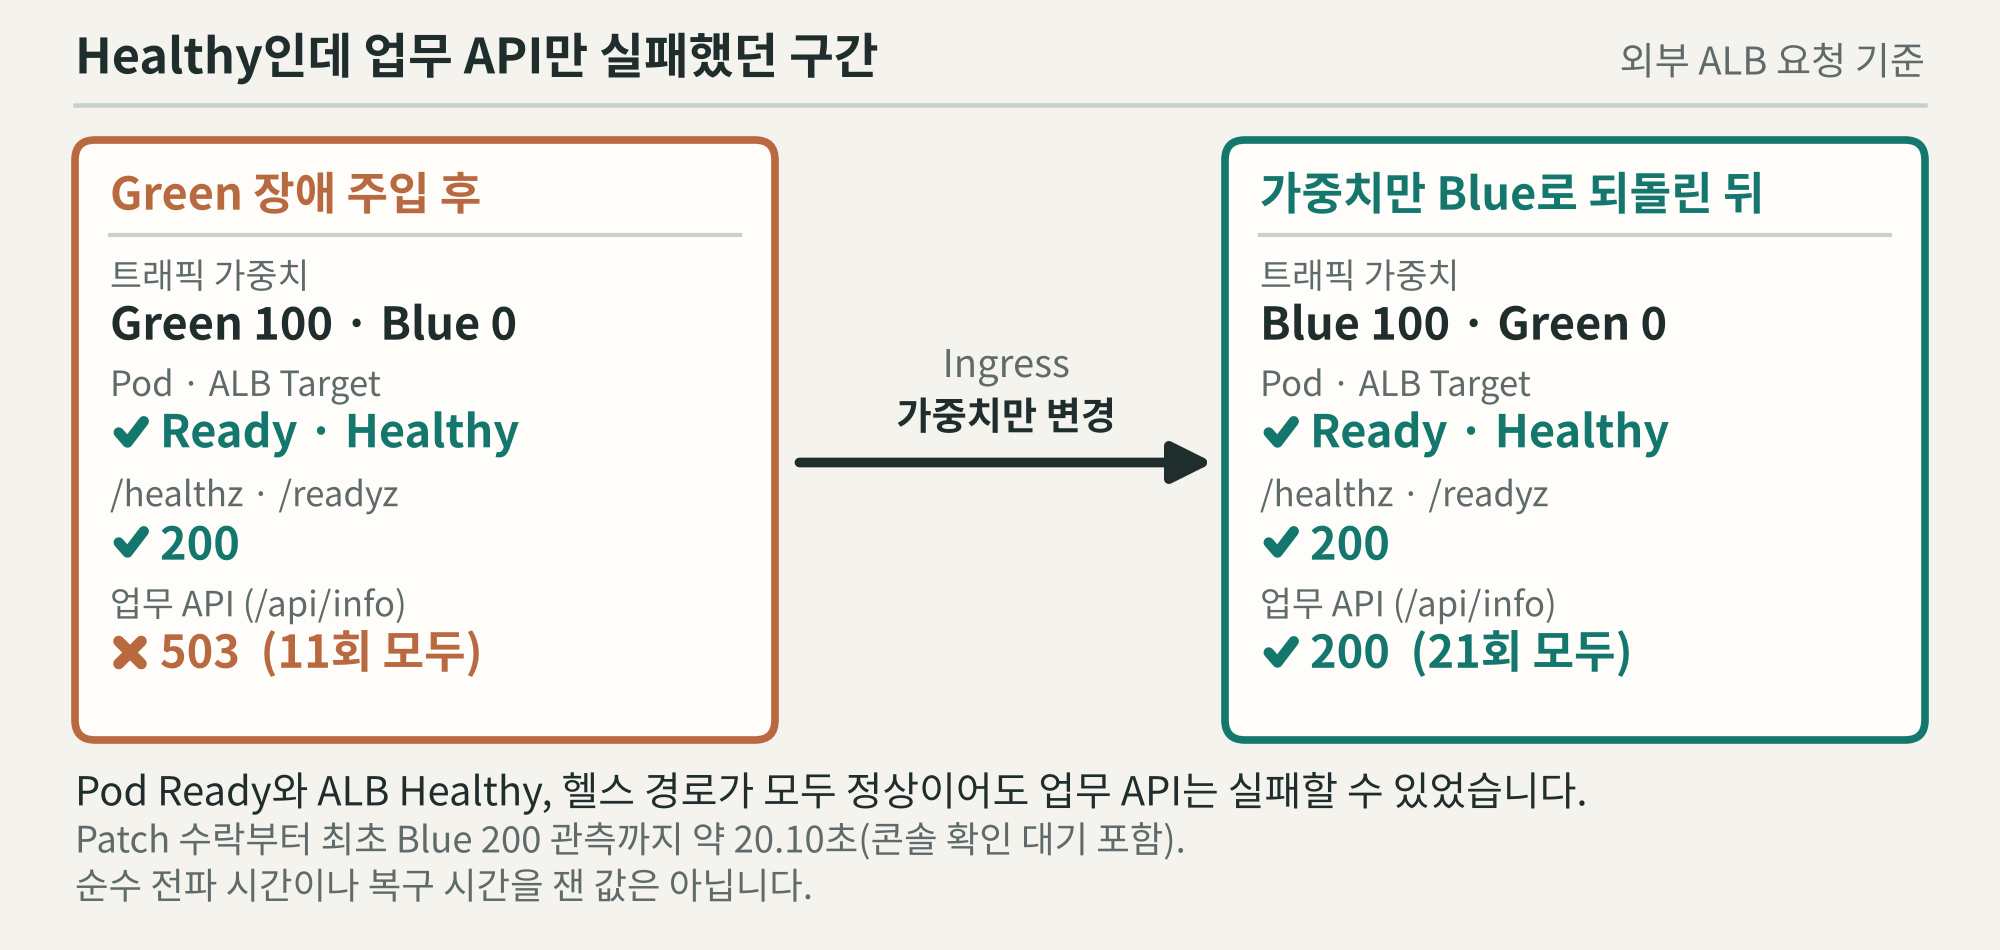 Healthy인데 업무 API만 실패했던 구간
외부 ALB 요청 기준
Green 장애 주입 후
트래픽 가중치
Green 100 · Blue 0
Pod · ALB Target
Ready · Healthy
/healthz · /readyz
200
업무 API (/api/info)
503 (11회 모두)
Ingress
가중치만 변경
가중치만 Blue로 되돌린 뒤
트래픽 가중치
Blue 100 · Green 0
Pod · ALB Target
Ready · Healthy
/healthz · /readyz
200
업무 API (/api/info)
200 (21회 모두)
Pod Ready와 ALB Healthy, 헬스 경로가 모두 정상이어도 업무 API는 실패할 수 있었습니다.
Patch 수락부터 최초 Blue 200 관측까지 약 20.10초(콘솔 확인 대기 포함).
순수 전파 시간이나 복구 시간을 잰 값은 아닙니다.